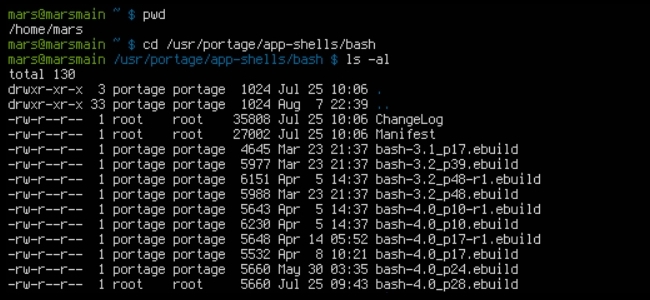 mars@marsmain ~ $ pwd
/home/mars
mars@marsmain ~ $ cd /usr/portage/app-shells/bash
mars@marsmain /usr/portage/app-shells/bash $ ls -al
total 130
drwxr-xr-x  3 portage portage  1024 Jul 25 10:06 .
drwxr-xr-x 33 portage portage  1024 Aug  7 22:39 ..
-rw-r--r--  1 root    root    35808 Jul 25 10:06 ChangeLog
-rw-r--r--  1 root    root    27002 Jul 25 10:06 Manifest
-rw-r--r--  1 portage portage  4645 Mar 23 21:37 bash-3.1_p17.ebuild
-rw-r--r--  1 portage portage  5977 Mar 23 21:37 bash-3.2_p39.ebuild
-rw-r--r--  1 portage portage  6151 Apr  5 14:37 bash-3.2_p48-r1.ebuild
-rw-r--r--  1 portage portage  5988 Mar 23 21:37 bash-3.2_p48.ebuild
-rw-r--r--  1 portage portage  5643 Apr  5 14:37 bash-4.0_p10-r1.ebuild
-rw-r--r--  1 portage portage  6230 Apr  5 14:37 bash-4.0_p10.ebuild
-rw-r--r--  1 portage portage  5648 Apr 14 05:52 bash-4.0_p17-r1.ebuild
-rw-r--r--  1 portage portage  5532 Apr  8 10:21 bash-4.0_p17.ebuild
-rw-r--r--  1 portage portage  5660 May 30 03:35 bash-4.0_p24.ebuild
-rw-r--r--  1 root    root     5660 Jul 25 09:43 bash-4.0_p28.ebuild